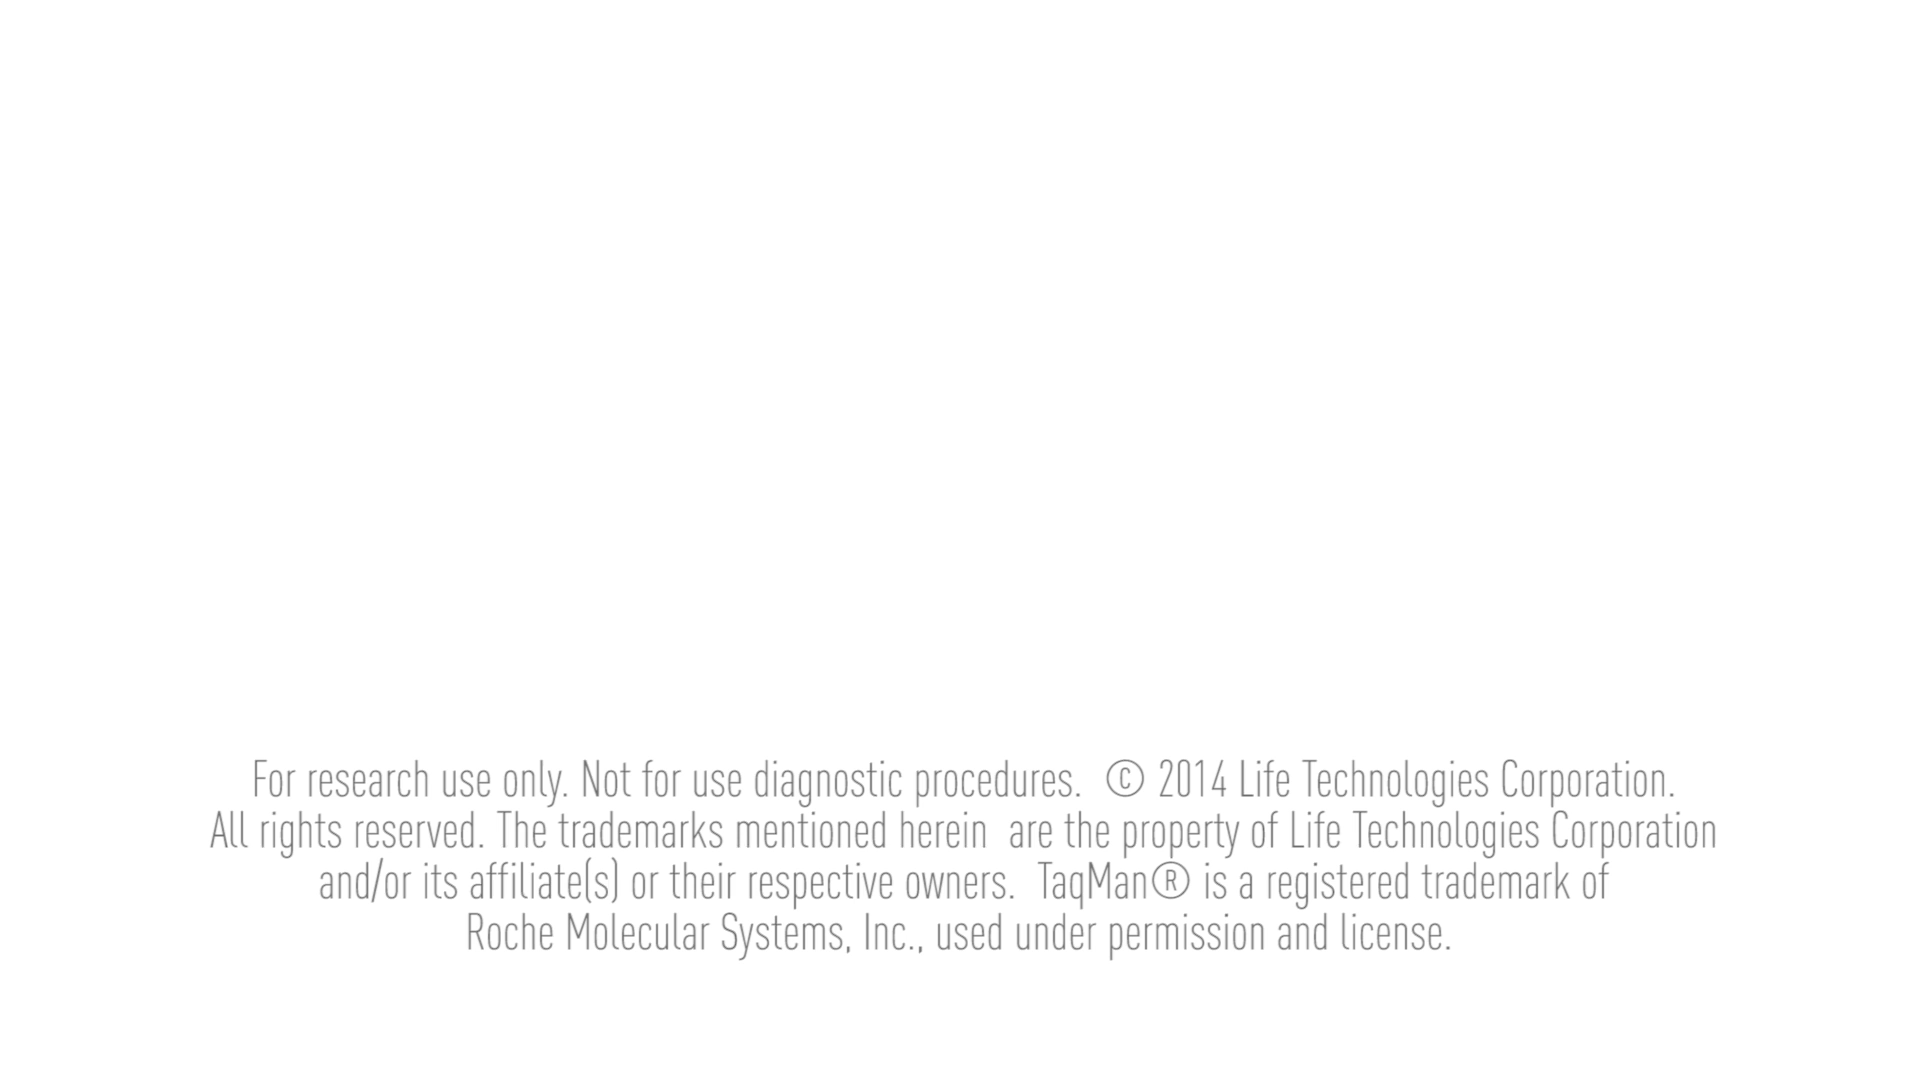 For research use only. Not for use diagnostic procedures.  © 2014 Life Technologies Corporation.
All rights reserved. The trademarks mentioned herein  are the property of Life Technologies Corporation
and/or its affiliate(s) or their respective owners.  TaqMan® is a registered trademark of
Roche Molecular Systems, Inc., used under permission and license.